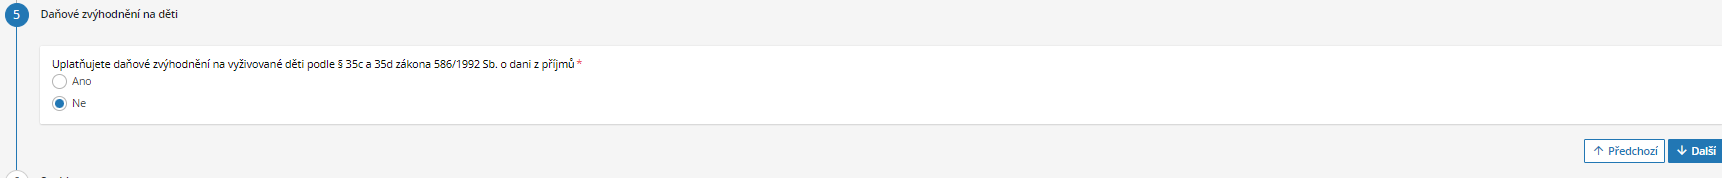 5 Daňové zvýhodnění na děti
Uplatňujete daňové zvýhodnění na vyživované děti podle § 35c a 35d zákona 586/1992 Sb. o dani z příjmů *
Ano
Ne
Předchozí Další